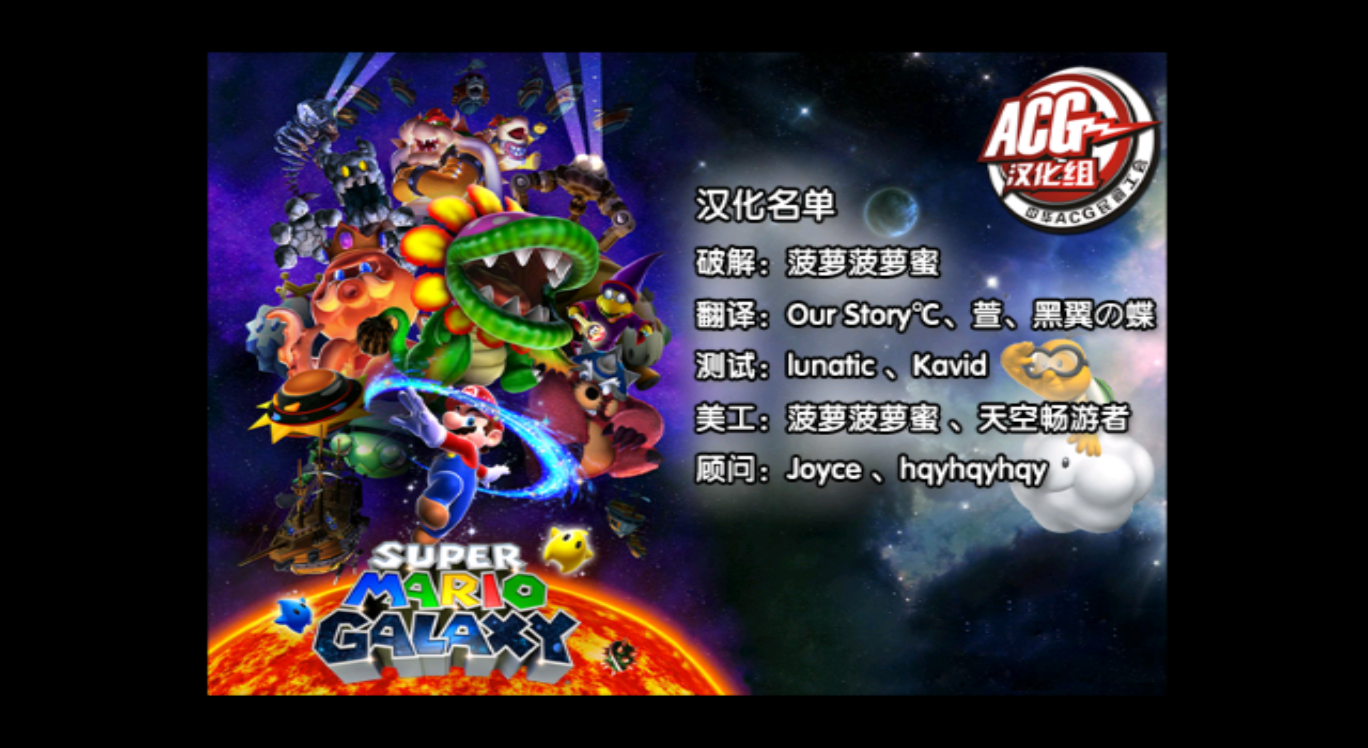 ACG
汉化组
汉化名单
破解：菠萝菠萝蜜
翻译：Our Story℃、萱、黑翼の蝶
测试：lunatic 、Kavid
美工：菠萝菠萝蜜 、天空畅游者
顾问：Joyce 、hqyhqyhqy
SUPER
MARIO
GALAXY